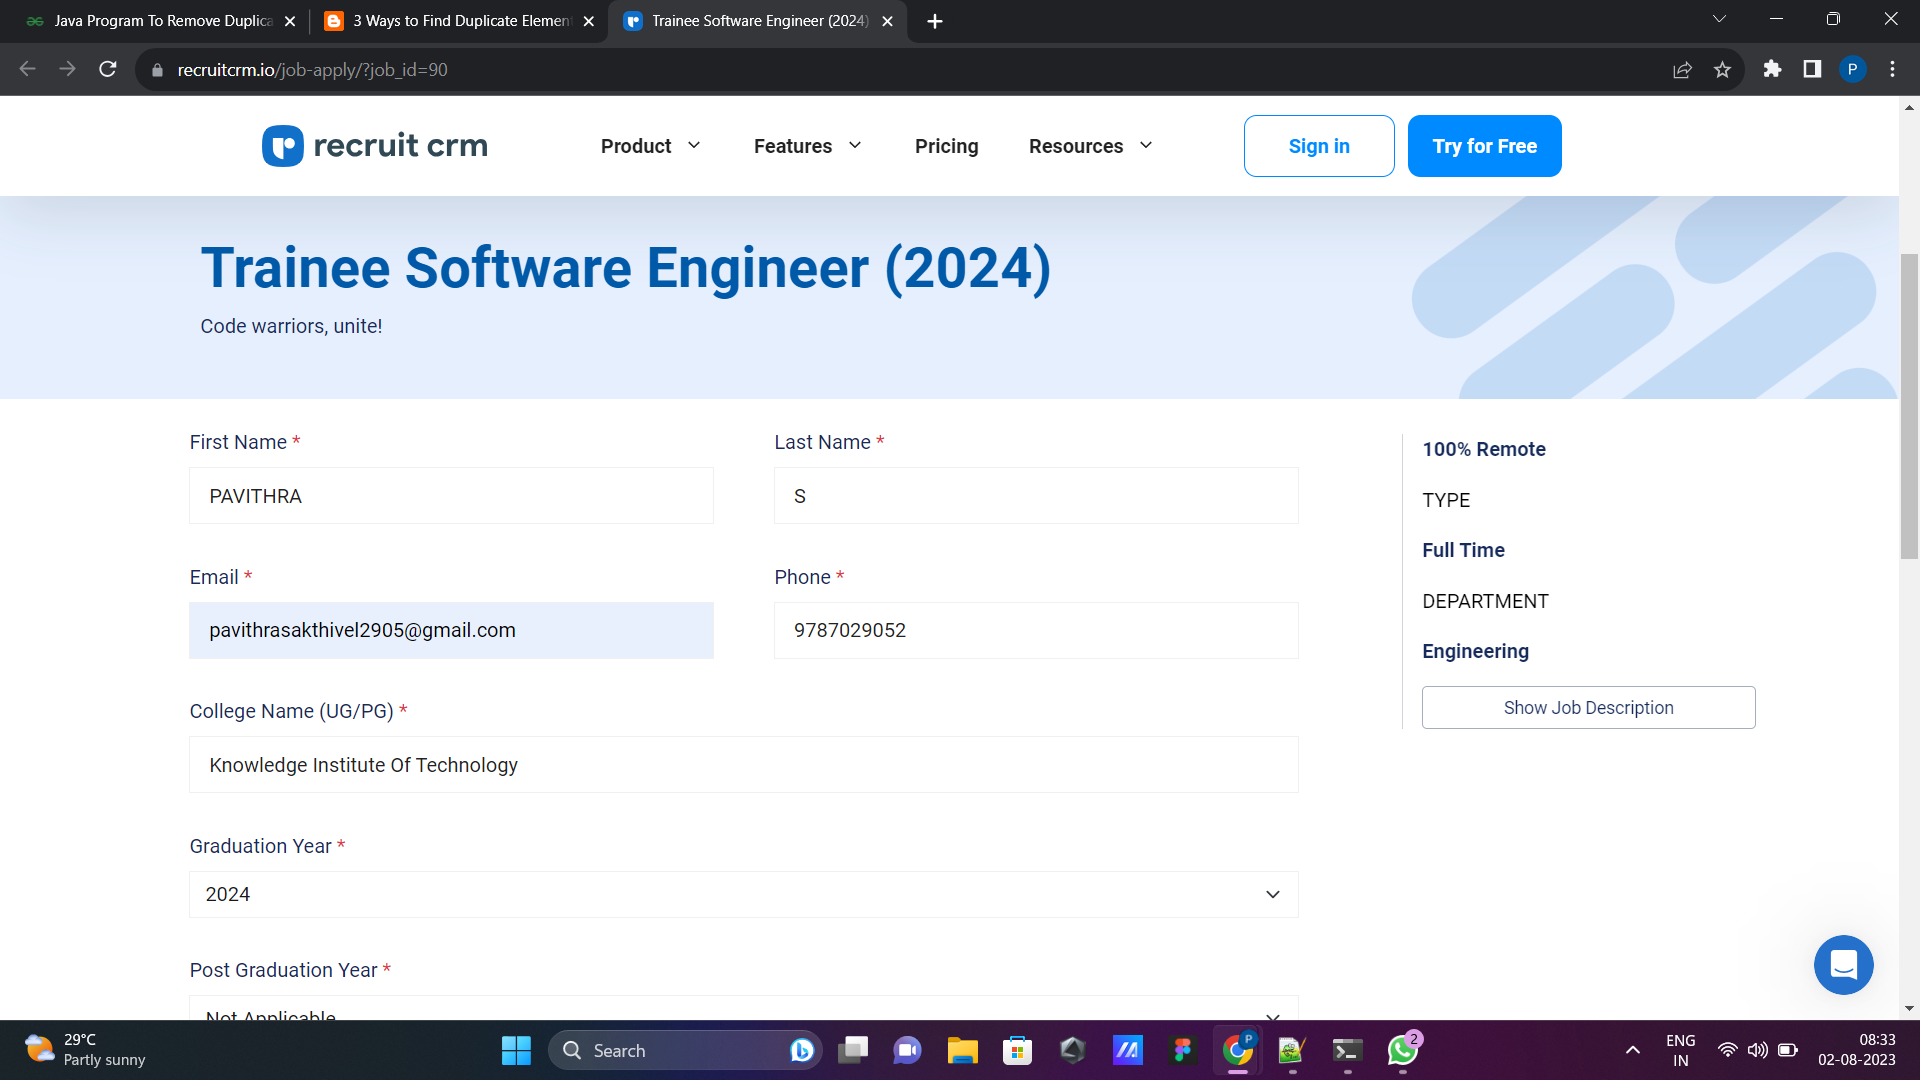 Java Program To Remove Duplica
3 Ways to Find Duplicate Elemen
Trainee Software Engineer (2024)
recruitcrm.io/job-apply/?job_id=90
P
recruit crm
Product
Features
Pricing
Resources
Sign in
Try for Free
Trainee Software Engineer (2024)
Code warriors, unite!
First Name *
Last Name *
PAVITHRA
S
Email *
Phone *
pavithrasakthivel2905@gmail.com
9787029052
College Name (UG/PG) *
Knowledge Institute Of Technology
Graduation Year *
2024
Post Graduation Year *
Not Applicable
100% Remote
TYPE
Full Time
DEPARTMENT
Engineering
Show Job Description
29°C
Partly sunny
Search
P
2
ENG
IN
08:33
02-08-2023